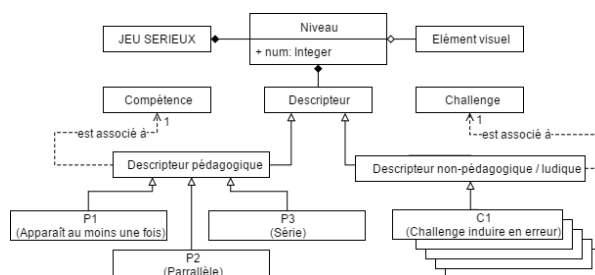 Niveau
JEU SERIEUX
Elément visuel
+ num: Integer
Compétence
Descripteur
Challenge
1
1
est associé à
est associé à
Descripteur pédagogique
Descripteur non-pédagogique / ludique
P1
(Apparaît au moins une fois)
P3
(Série)
C1
(Challenge induire en erreur)
P2
(Parrallèle)